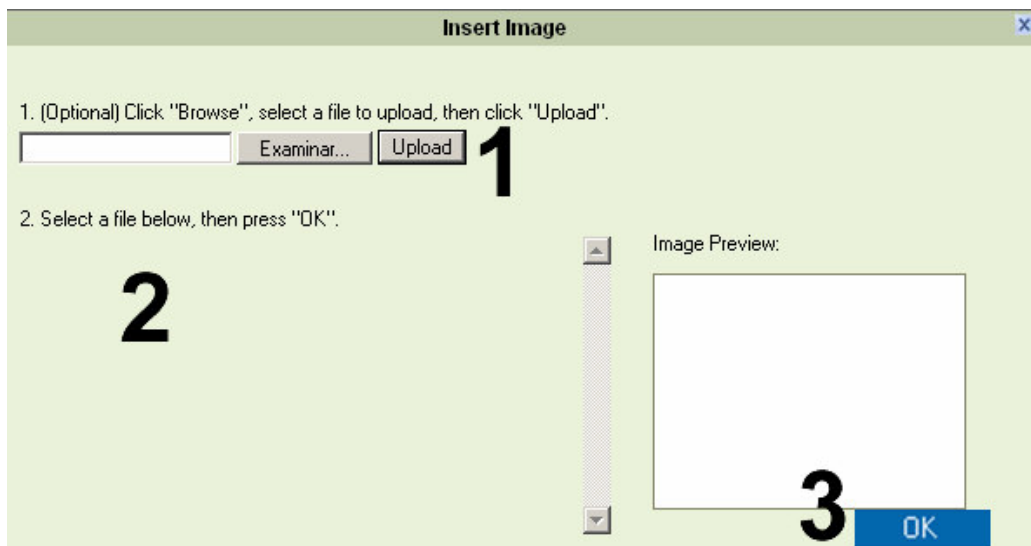 Insert Image
x
1. (Optional) Click "Browse", select a file to upload, then click "Upload".
Examinar... Upload 1
2. Select a file below, then press "OK".
Image Preview:
2
3
OK